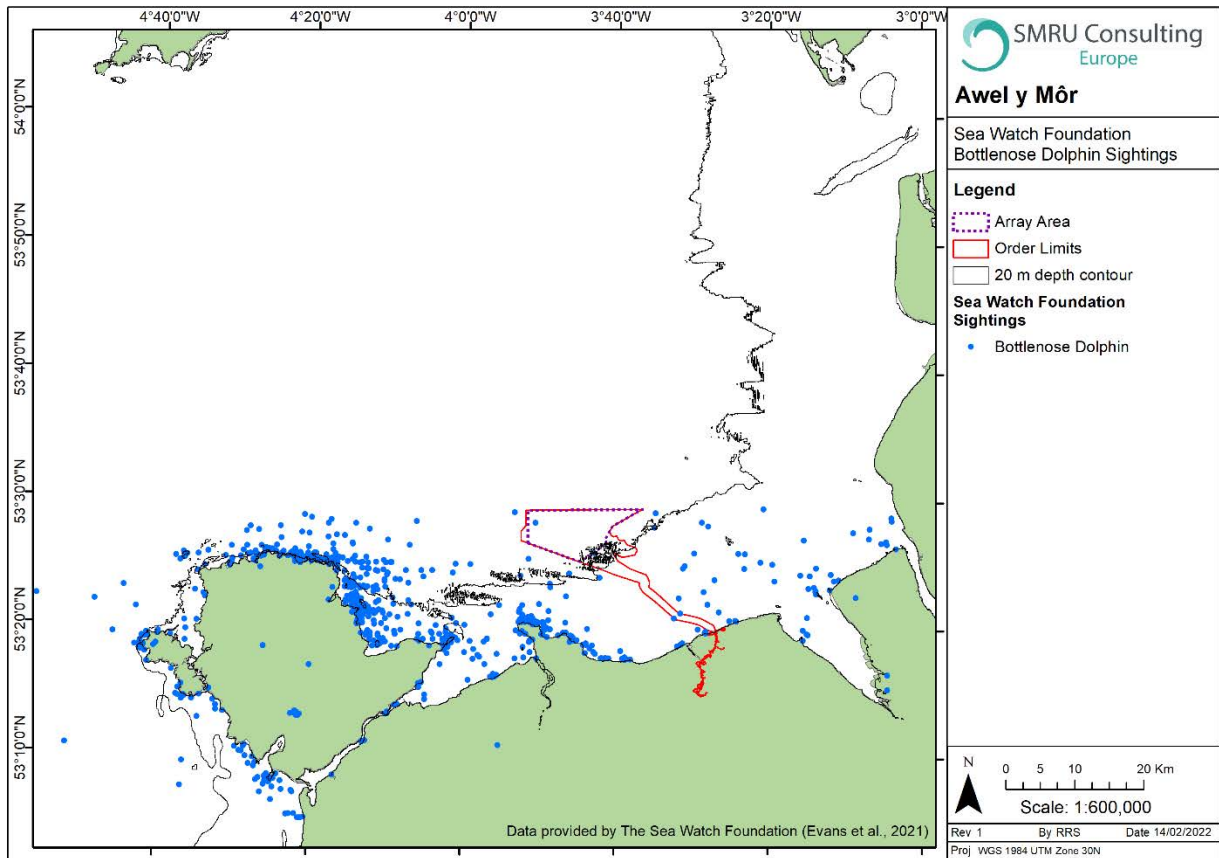 4°40'0"W
4°20'0"W
4°0'0"W
3°40'0"W
3°20'0"W
3°0'0"W
54°0'0"N
53°50'0"N
53°40'0"N
53°30'0"N
53°20'0"N
53°10'0"N
Data provided by The Sea Watch Foundation (Evans et al., 2021)
SMRU Consulting
Europe
Awel y Môr
Sea Watch Foundation
Bottlenose Dolphin Sightings
Legend
Array Area
Order Limits
20 m depth contour
Sea Watch Foundation
Sightings
Bottlenose Dolphin
N
0 5 10 20 Km
Scale: 1:600,000
Rev 1 By RRS Date 14/02/2022
Proj WGS 1984 UTM Zone 30N